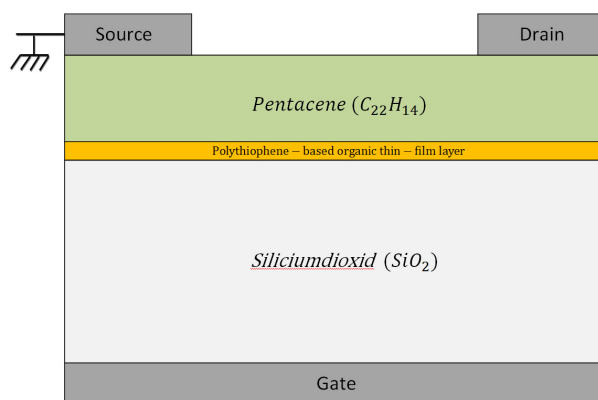 Source
Drain
Pentacene (C₂₂H₁₄)
Polythiophene – based organic thin – film layer
Siliciumdioxid (SiO₂)
Gate